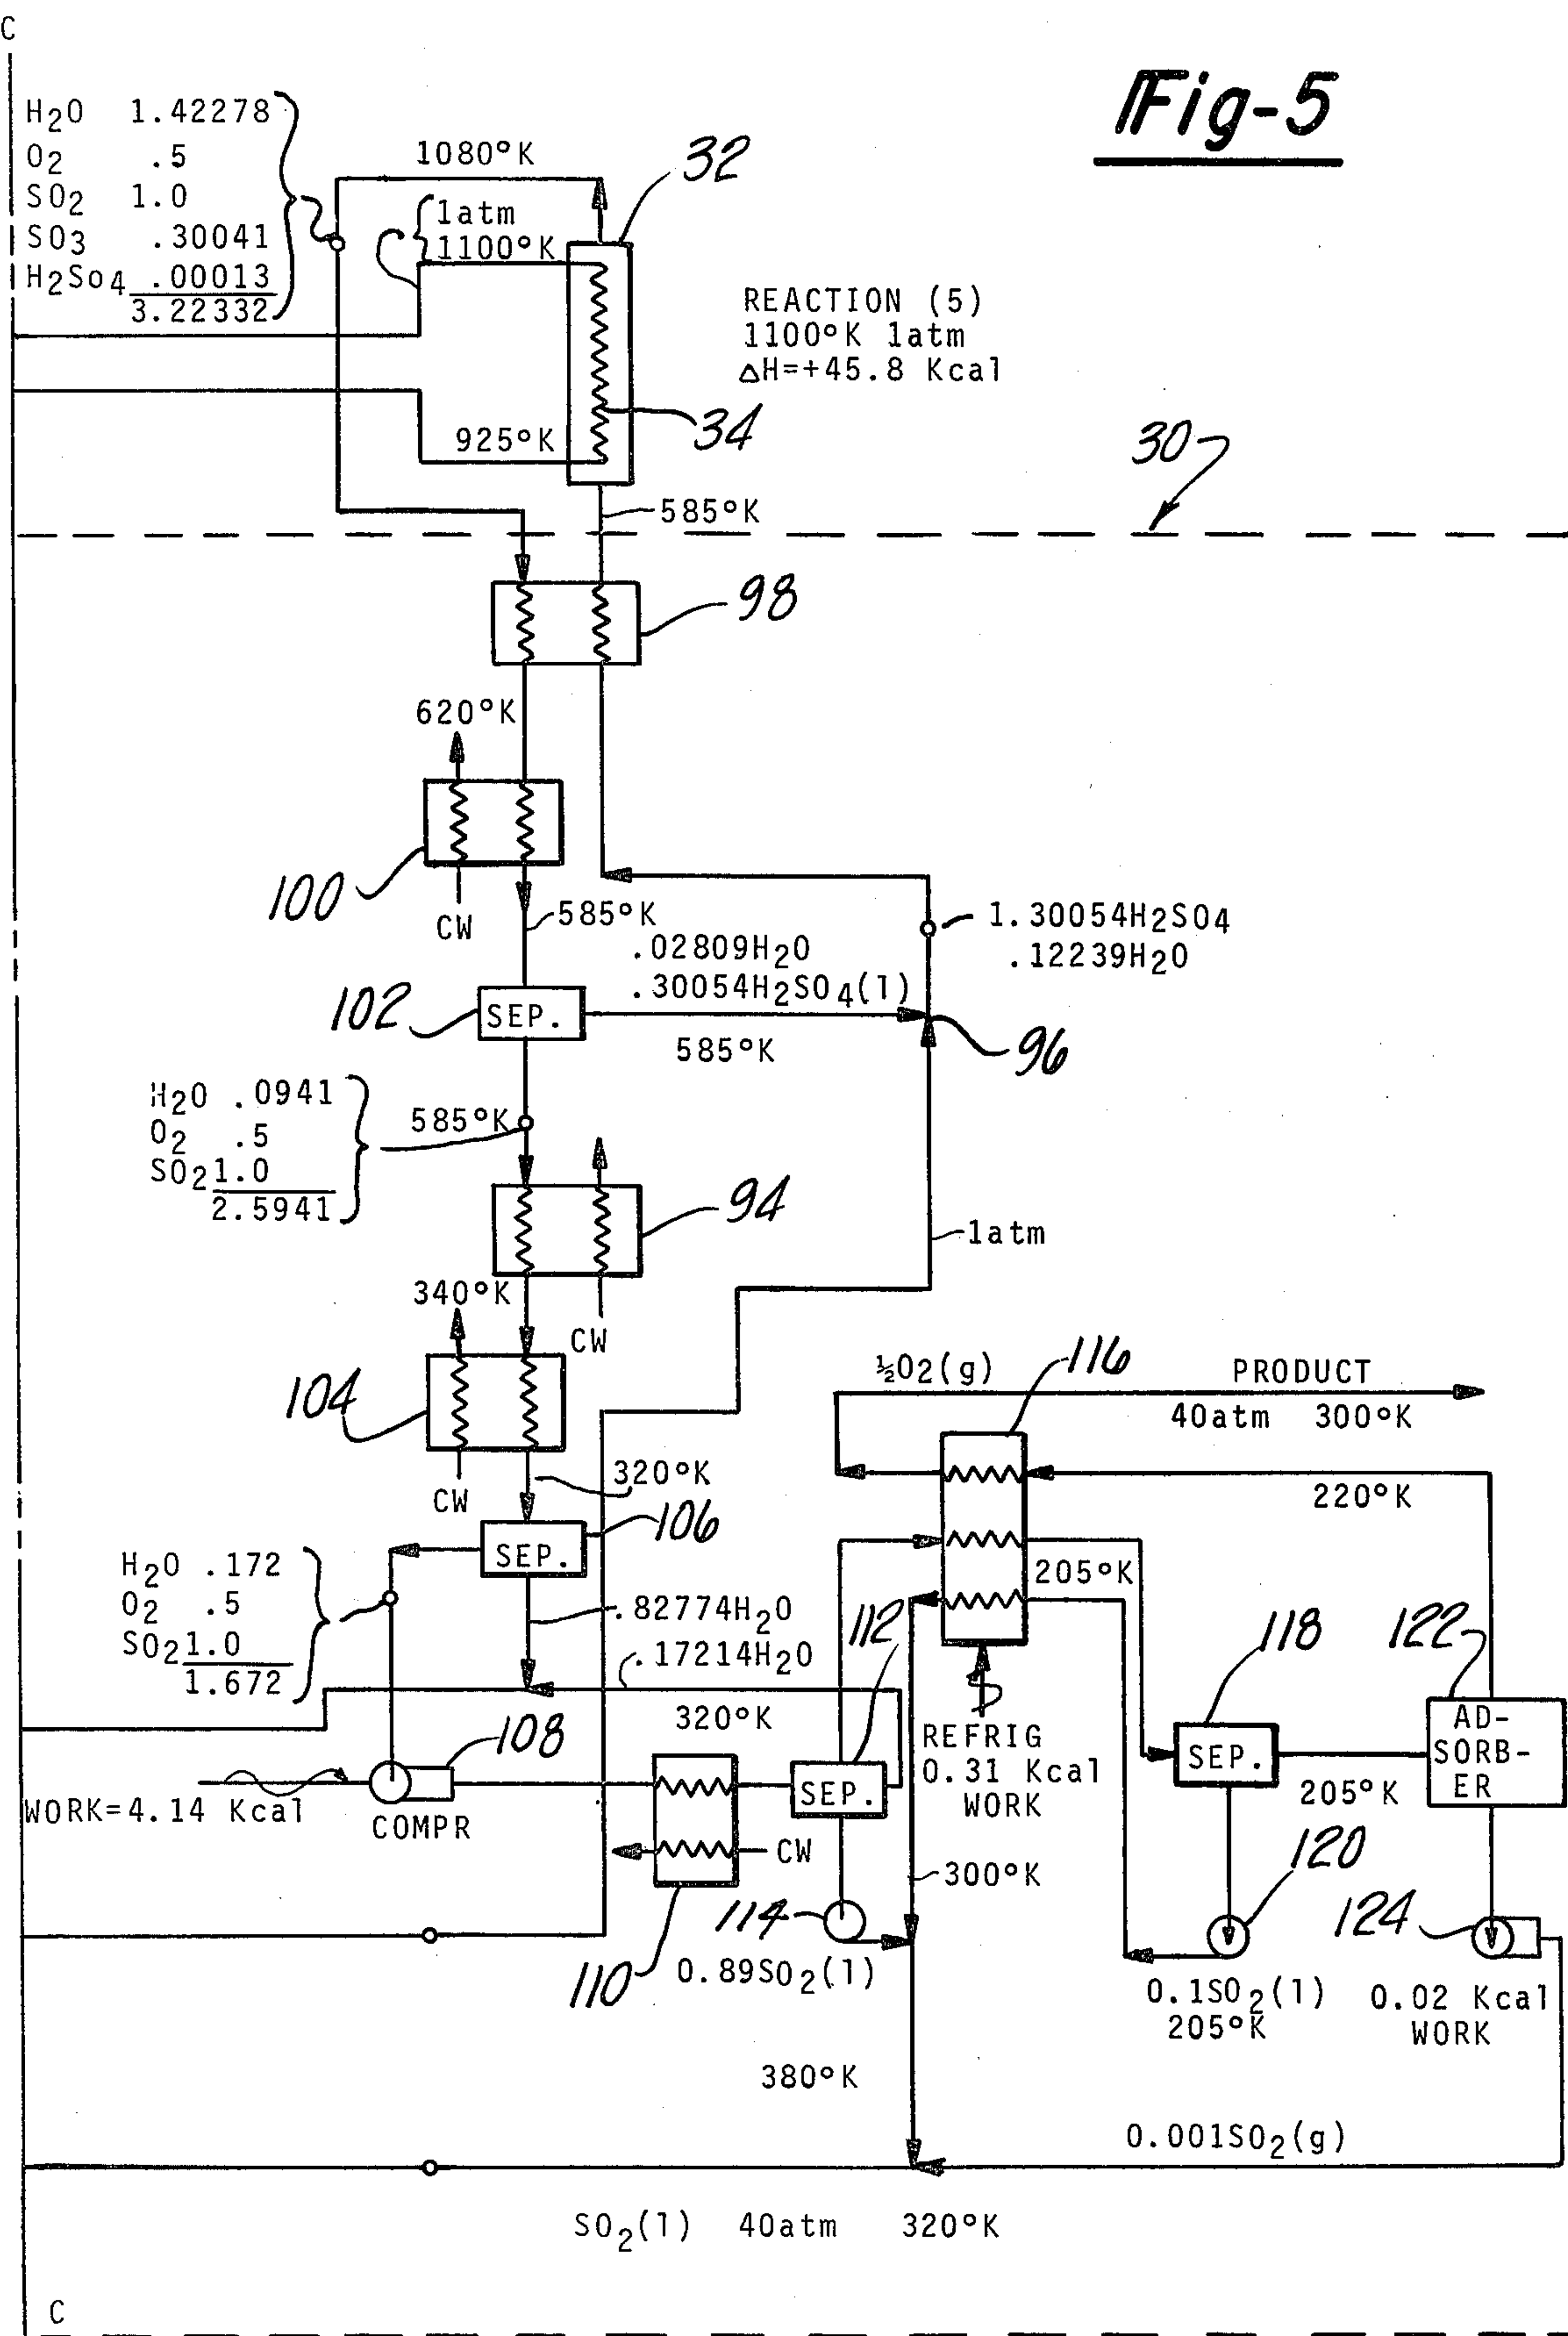 C
Fig-5
H2O 1.42278
O2 .5
SO2 1.0
SO3 .30041
H2So4 .00013
3.22332
1080°K
32
1atm
1100°K
REACTION (5)
1100°K 1atm
△H=+45.8 Kcal
34
925°K
30
585°K
98
620°K
100
CW
585°K
.02809H2O
.30054H2SO4(l)
1.30054H2SO4
.12239H2O
102
SEP.
585°K
96
H2O .0941
O2 .5
SO2 1.0
2.5941
585°K
94
1atm
340°K
CW
104
½O2(g)
116
PRODUCT
40atm 300°K
CW
320°K
220°K
106
SEP.
H2O .172
O2 .5
SO2 1.0
1.672
205°K
.82774H2O
112
118
122
.17214H2O
320°K
108
REFRIG
0.31 Kcal
WORK
SEP.
SEP.
AD-
SORB-
ER
205°K
WORK=4.14 Kcal
COMPR
CW
300°K
120
114
124
110
0.89SO2(l)
0.1SO2(l)
205°K
0.02 Kcal
WORK
380°K
0.001SO2(g)
SO2(l) 40atm 320°K
C